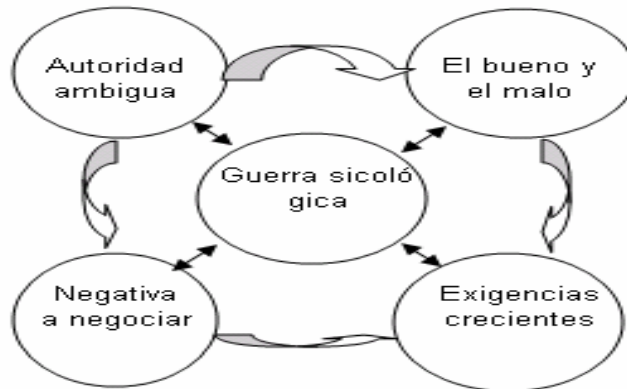 Autoridad
ambigua
El bueno y
el malo
Guerra sicoló
gica
Negativa
a negociar
Exigencias
crecientes